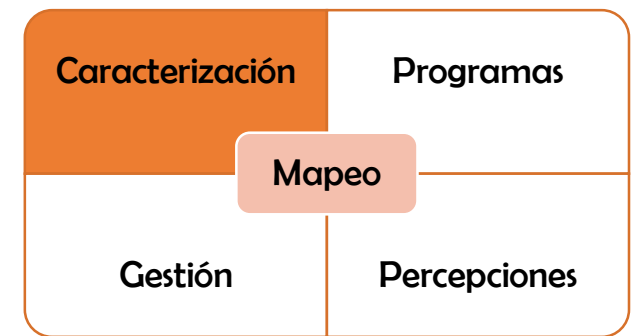 Caracterización
Programas
Mapeo
Gestión
Percepciones